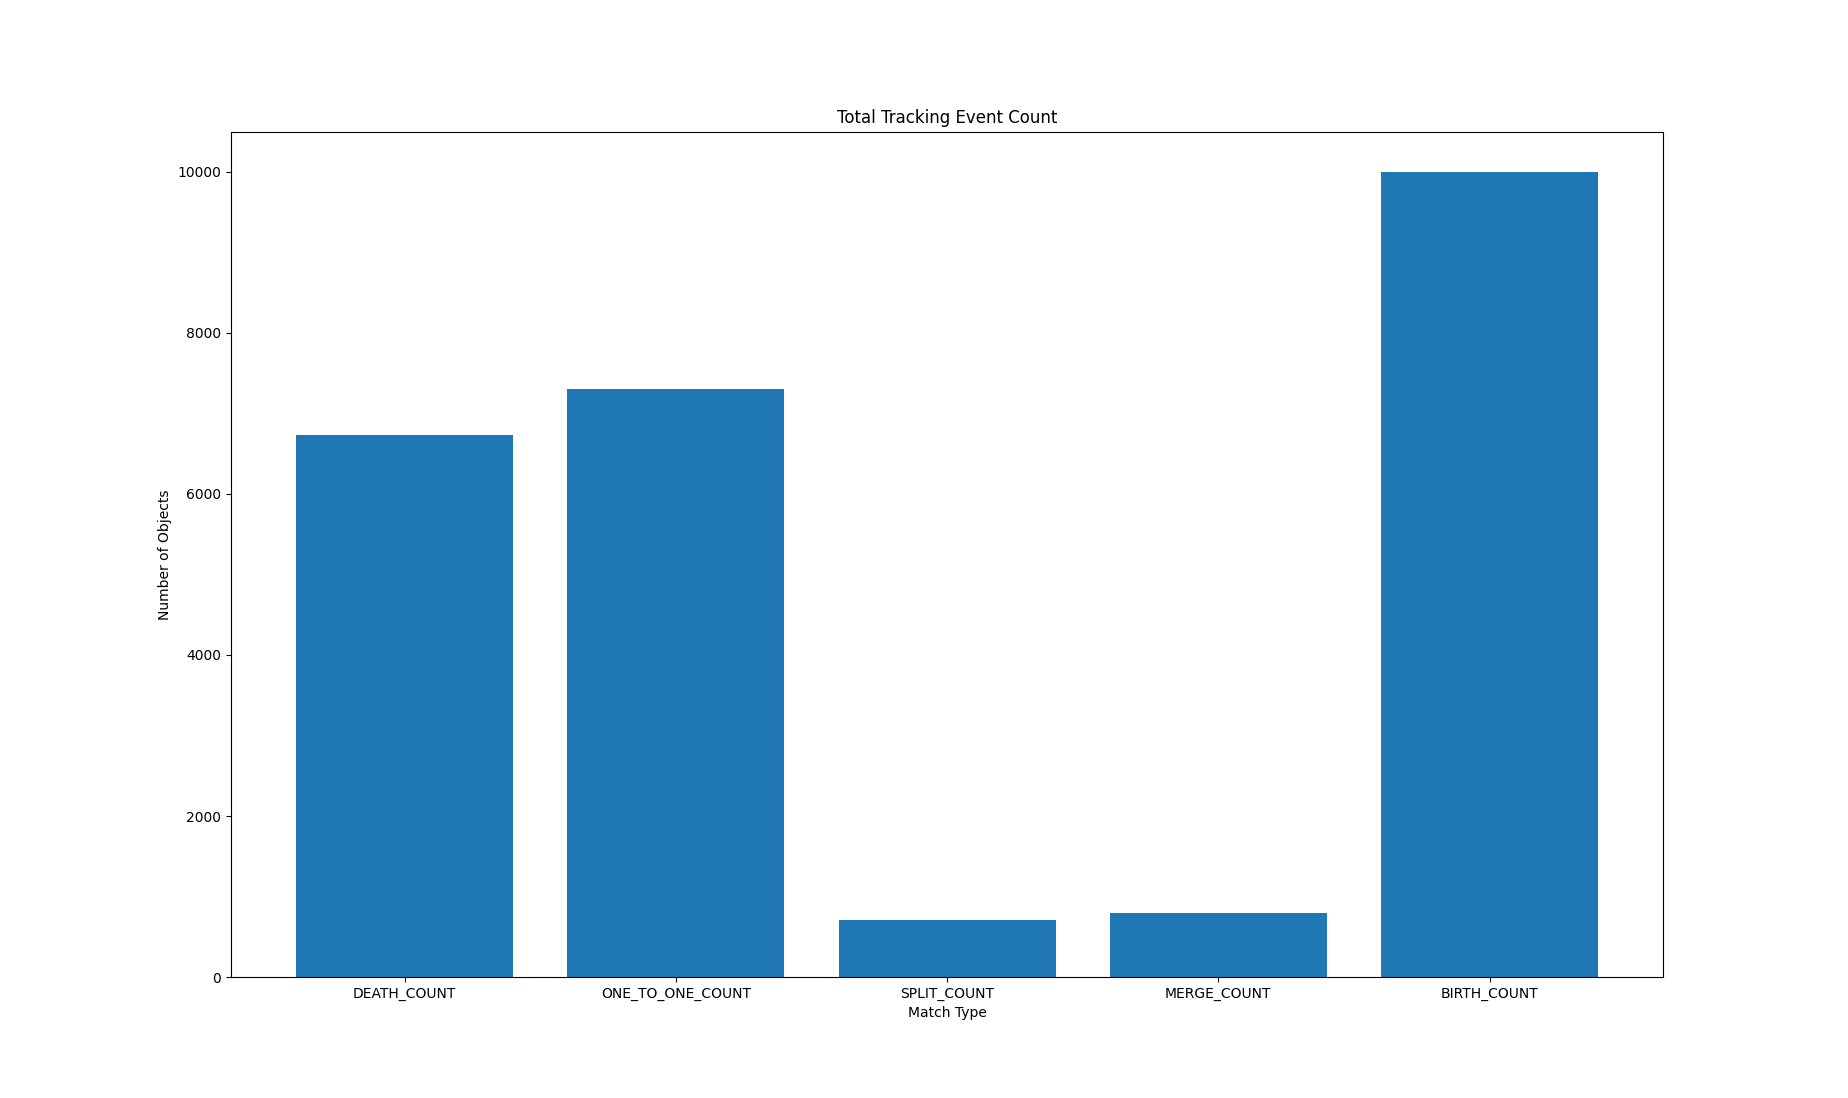 Total Tracking Event Count
10000
8000
6000
4000
2000
0
Number of Objects
DEATH_COUNT ONE_TO_ONE_COUNT SPLIT_COUNT MERGE_COUNT BIRTH_COUNT
Match Type